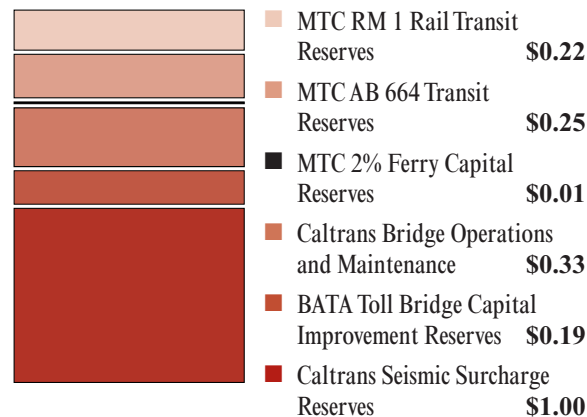 MTC RM 1 Rail Transit
Reserves $0.22
MTC AB 664 Transit
Reserves $0.25
MTC 2% Ferry Capital
Reserves $0.01
Caltrans Bridge Operations
and Maintenance $0.33
BATA Toll Bridge Capital
Improvement Reserves $0.19
Caltrans Seismic Surcharge
Reserves $1.00